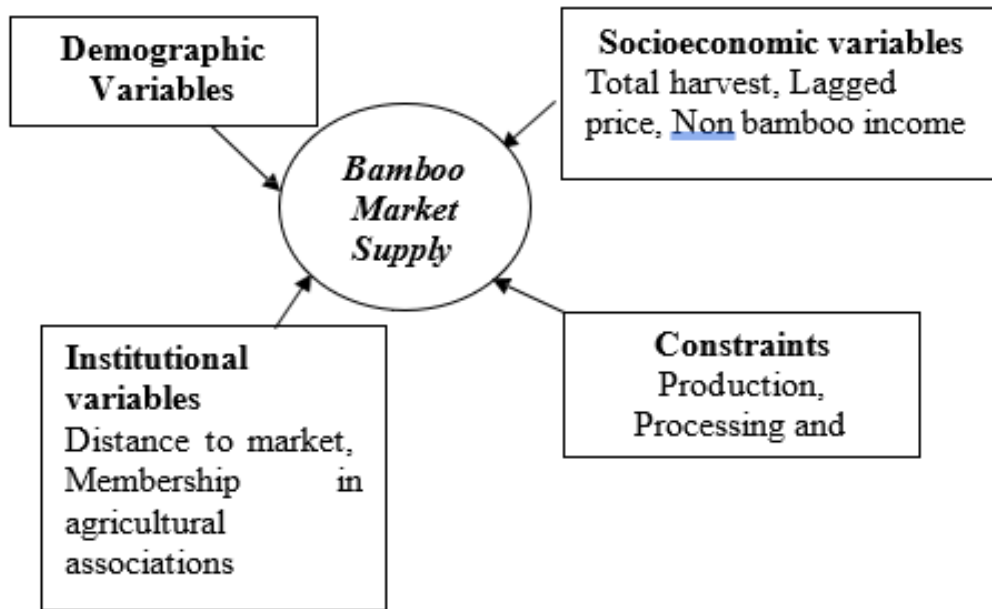 Demographic
Variables
Socioeconomic variables
Total harvest, Lagged
price, Non bamboo income
Bamboo
Market
Supply
Institutional
variables
Distance to market,
Membership in
agricultural
associations
Constraints
Production,
Processing and